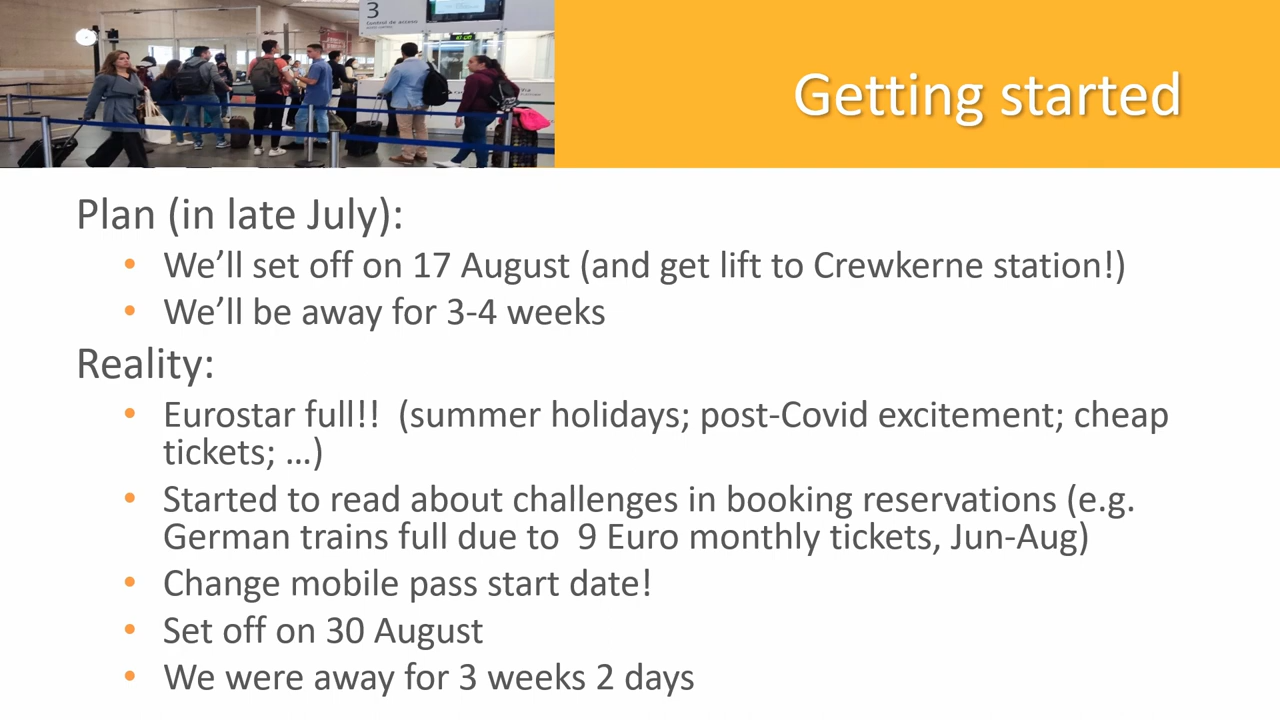 3
Control de acceso
Getting started
Plan (in late July):
• We’ll set off on 17 August (and get lift to Crewkerne station!)
• We’ll be away for 3-4 weeks
Reality:
• Eurostar full!!  (summer holidays; post-Covid excitement; cheap
tickets; …)
• Started to read about challenges in booking reservations (e.g.
German trains full due to  9 Euro monthly tickets, Jun-Aug)
• Change mobile pass start date!
• Set off on 30 August
• We were away for 3 weeks 2 days